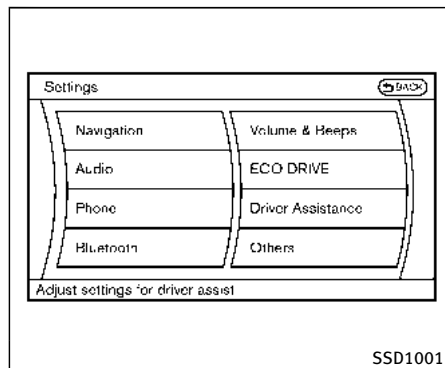 Settings
BACK
Navigation
Volume & Beeps
Audio
ECO DRIVE
Phone
Driver Assistance
Bluetooth
Others
Adjust settings for driver assist
SSD1001